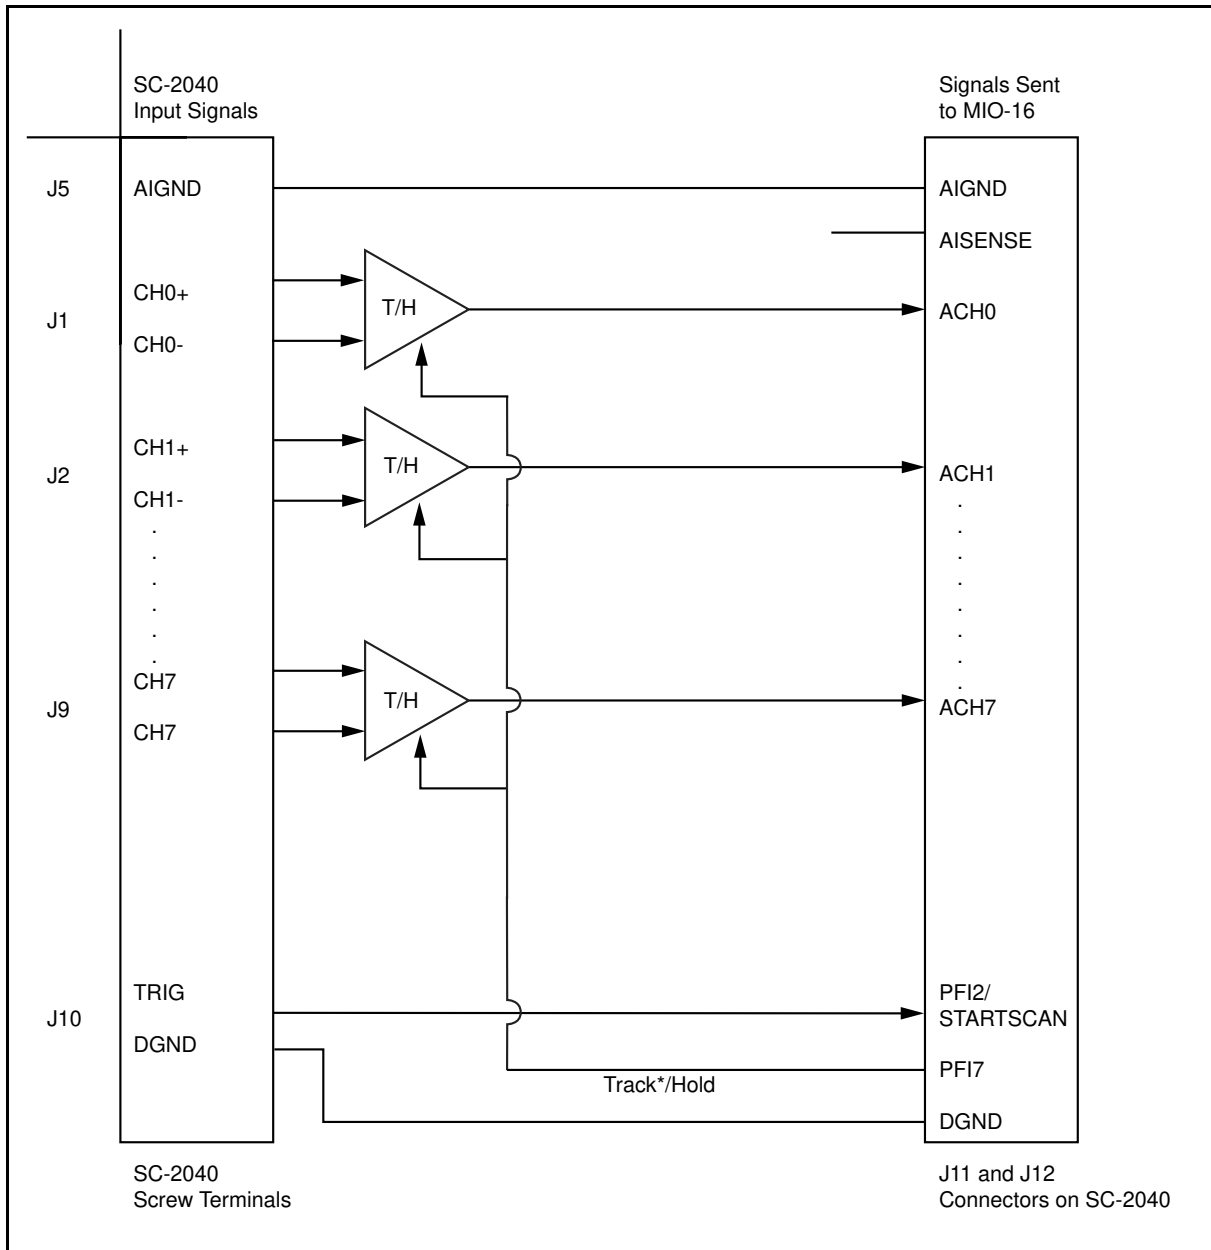 SC-2040
Input Signals
Signals Sent
to MIO-16
J5
AIGND
AIGND
AISENSE
J1
CH0+
CH0-
T/H
ACH0
J2
CH1+
CH1-
T/H
ACH1
.
.
.
.
.
.
.
.
.
.
.
.
.
.
J9
CH7
CH7
T/H
ACH7
J10
TRIG
DGND
PFI2/
STARTSCAN
Track*/Hold
PFI7
DGND
SC-2040
Screw Terminals
J11 and J12
Connectors on SC-2040